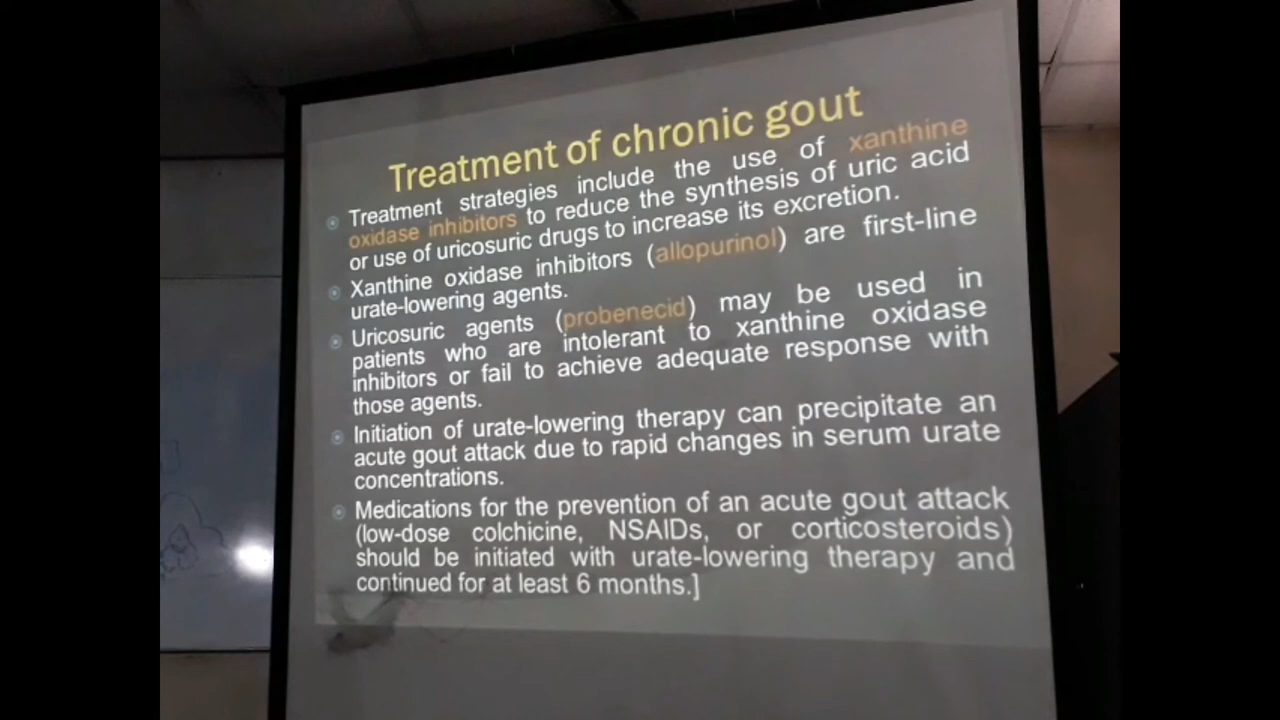 Treatment of chronic gout
Treatment strategies include the use of xanthine
oxidase inhibitors to reduce the synthesis of uric acid
or use of uricosuric drugs to increase its excretion.
Xanthine oxidase inhibitors (allopurinol) are first-line
urate-lowering agents.
Uricosuric agents (probenecid) may be used in
patients who are intolerant to xanthine oxidase
inhibitors or fail to achieve adequate response with
those agents.
Initiation of urate-lowering therapy can precipitate an
acute gout attack due to rapid changes in serum urate
concentrations.
Medications for the prevention of an acute gout attack
(low-dose colchicine, NSAIDs, or corticosteroids)
should be initiated with urate-lowering therapy and
continued for at least 6 months.]